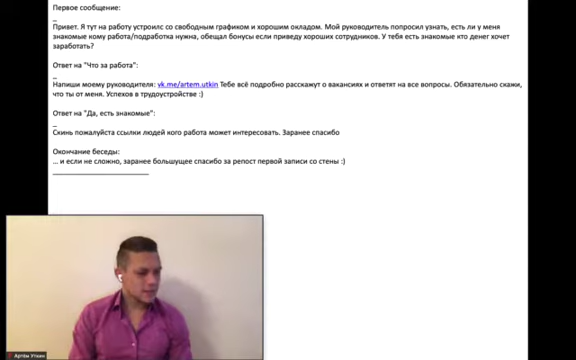 Первое сообщение:
_
Привет. Я тут на работу устроилс со свободным графиком и хорошим окладом. Мой руководитель попросил узнать, есть ли у меня
знакомые кому работа/подработка нужна, обещал бонусы если приведу хороших сотрудников. У тебя есть знакомые кто денег хочет
заработать?
Ответ на "Что за работа":
_
Напиши моему руководителя: vk.me/artem.utkin Тебе всё подробно расскажут о вакансиях и ответят на все вопросы. Обязательно скажи,
что ты от меня. Успехов в трудоустройстве :)
Ответ на "Да, есть знакомые":
_
Скинь пожалуйста ссылки людей кого работа может интересовать. Заранее спасибо
Окончание беседы:
… и если не сложно, заранее большущее спасибо за репост первой записи со стены :)
Артём Уткин